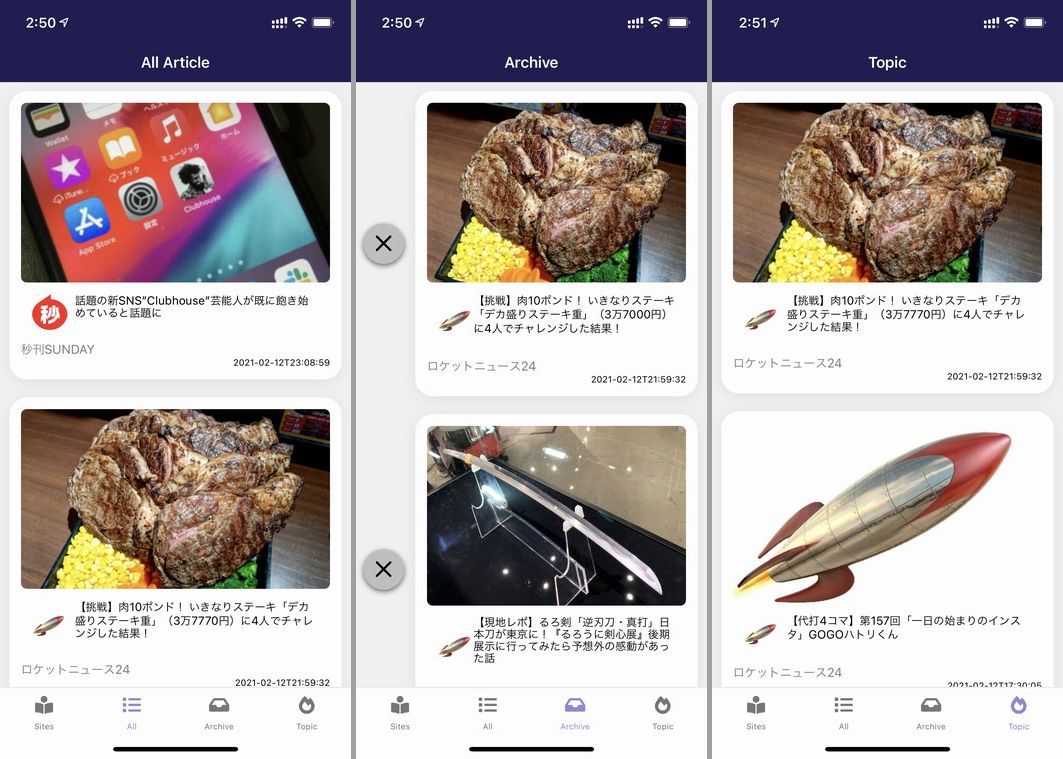 2:50
All Article
Wallet
メモ
ヘルス
ホーム
iTune...
ブック
ミュージック
App Store
設定
Clubhouse
秒
話題の新SNS”Clubhouse”芸能人が既に飽き始
めていると話題に
秒刊SUNDAY
2021-02-12T23:08:59
【挑戦】肉10ポンド！ いきなりステーキ「デカ
盛りステーキ重」（3万7770円）に4人でチャレ
ンジした結果！
ロケットニュース24
2021-02-12T21:59:32
Sites
All
Archive
Topic
2:50
Archive
【挑戦】肉10ポンド！ いきなりステーキ
「デカ盛りステーキ重」（3万7000円）
に4人でチャレンジした結果！
ロケットニュース24
2021-02-12T21:59:32
【現地レポ】るろ剣「逆刃刀・真打」日
本刀が東京に！『るろうに剣心展』後期
展示に行ってみたら予想外の感動があっ
た話
Sites
All
Archive
Topic
2:51
Topic
【挑戦】肉10ポンド！ いきなりステーキ「デカ
盛りステーキ重」（3万7770円）に4人でチャレ
ンジした結果！
ロケットニュース24
2021-02-12T21:59:32
【代打4コマ】第157回「一日の始まりのインス
タ」GOGOハトリくん
ロケットニュース24
2021-02-12T17:30:05
Sites
All
Archive
Topic